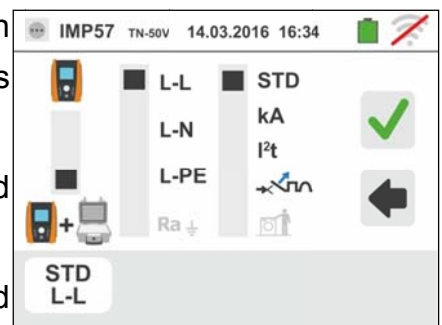 IMP57 TN-50V 14.03.2016 16:34
L-L STD
L-N kA
I²t
L-PE
Ra
STD
L-L
n
s
d
d